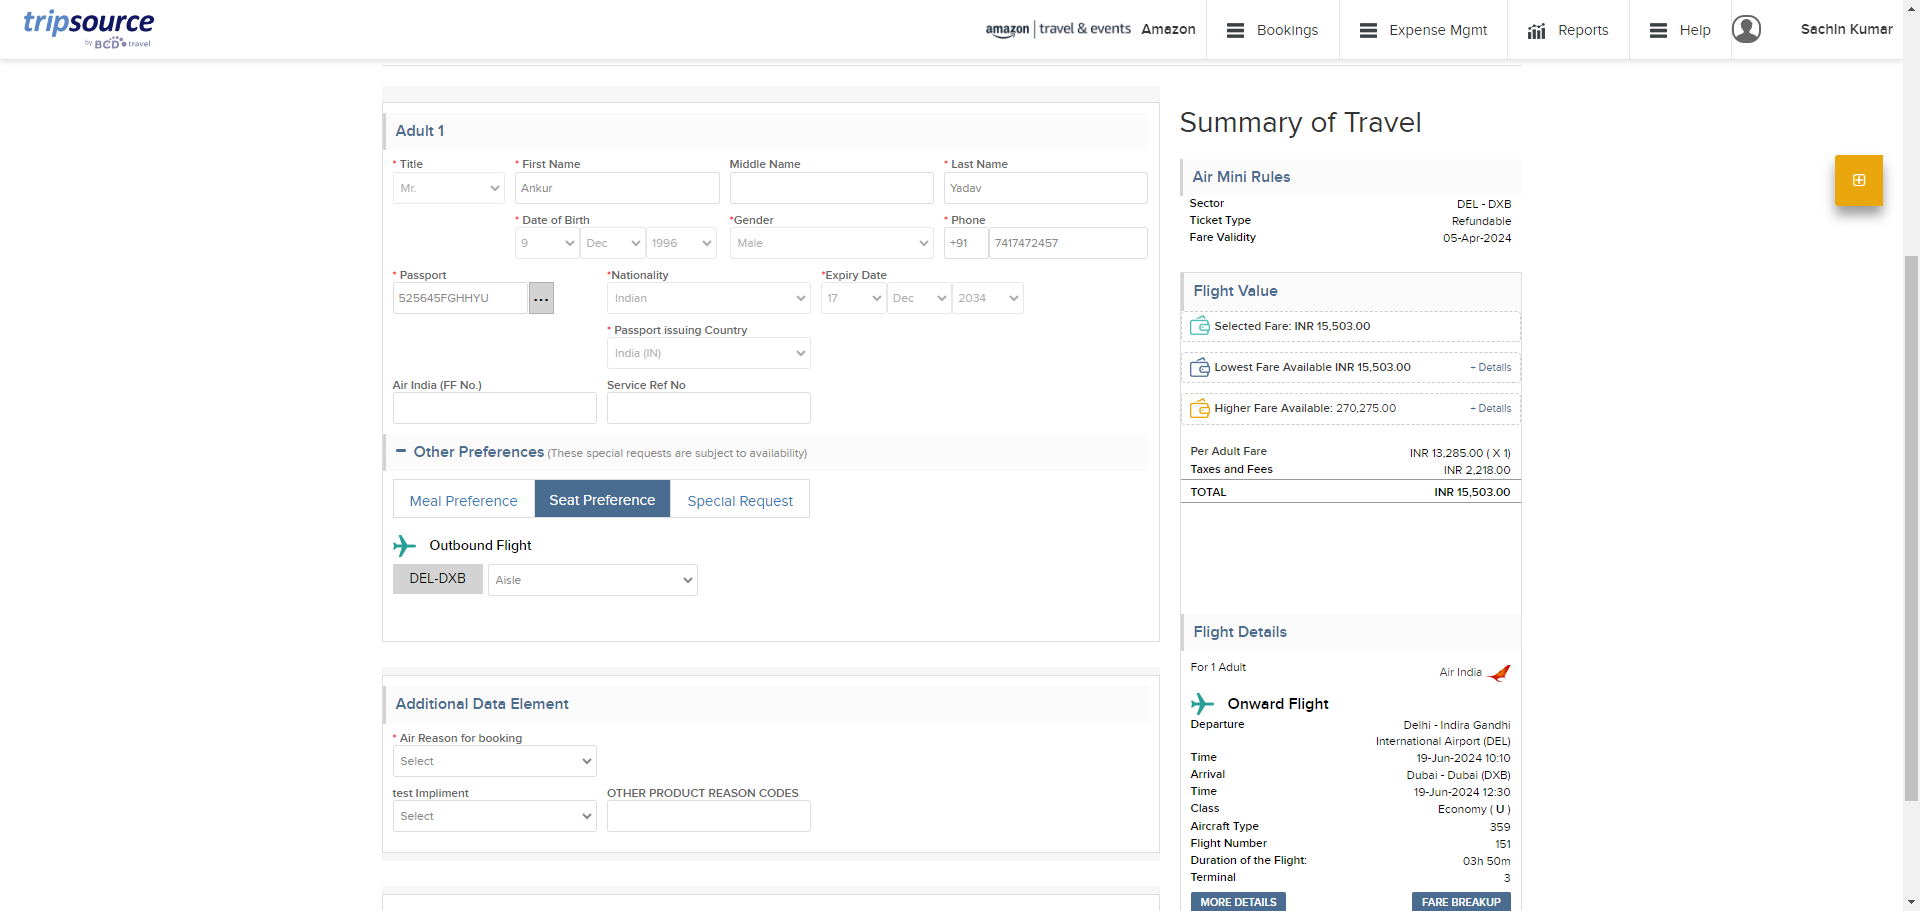 tripsource
by BCD travel
amazon | travel & events Amazon
Bookings
Expense Mgmt
Reports
Help
Sachin Kumar
Adult 1
* Title
* First Name
Middle Name
* Last Name
Mr.
Ankur
Yadav
* Date of Birth
*Gender
* Phone
9
Dec
1996
Male
+91
7417472457
* Passport
*Nationality
*Expiry Date
525645FGHHYU
...
Indian
17
Dec
2034
* Passport issuing Country
India (IN)
Air India (FF No.)
Service Ref No
Other Preferences (These special requests are subject to availability)
Meal Preference
Seat Preference
Special Request
Outbound Flight
DEL-DXB
Aisle
Additional Data Element
* Air Reason for booking
Select
test Impliment
OTHER PRODUCT REASON CODES
Select
Summary of Travel
Air Mini Rules
Sector DEL - DXB
Ticket Type Refundable
Fare Validity 05-Apr-2024
Flight Value
Selected Fare: INR 15,503.00
Lowest Fare Available INR 15,503.00 + Details
Higher Fare Available: 270,275.00 + Details
Per Adult Fare INR 13,285.00 ( X 1)
Taxes and Fees INR 2,218.00
TOTAL INR 15,503.00
Flight Details
For 1 Adult Air India
Onward Flight
Departure Delhi - Indira Gandhi
International Airport (DEL)
Time 19-Jun-2024 10:10
Arrival Dubai - Dubai (DXB)
Time 19-Jun-2024 12:30
Class Economy ( U )
Aircraft Type 359
Flight Number 151
Duration of the Flight: 03h 50m
Terminal 3
MORE DETAILS FARE BREAKUP